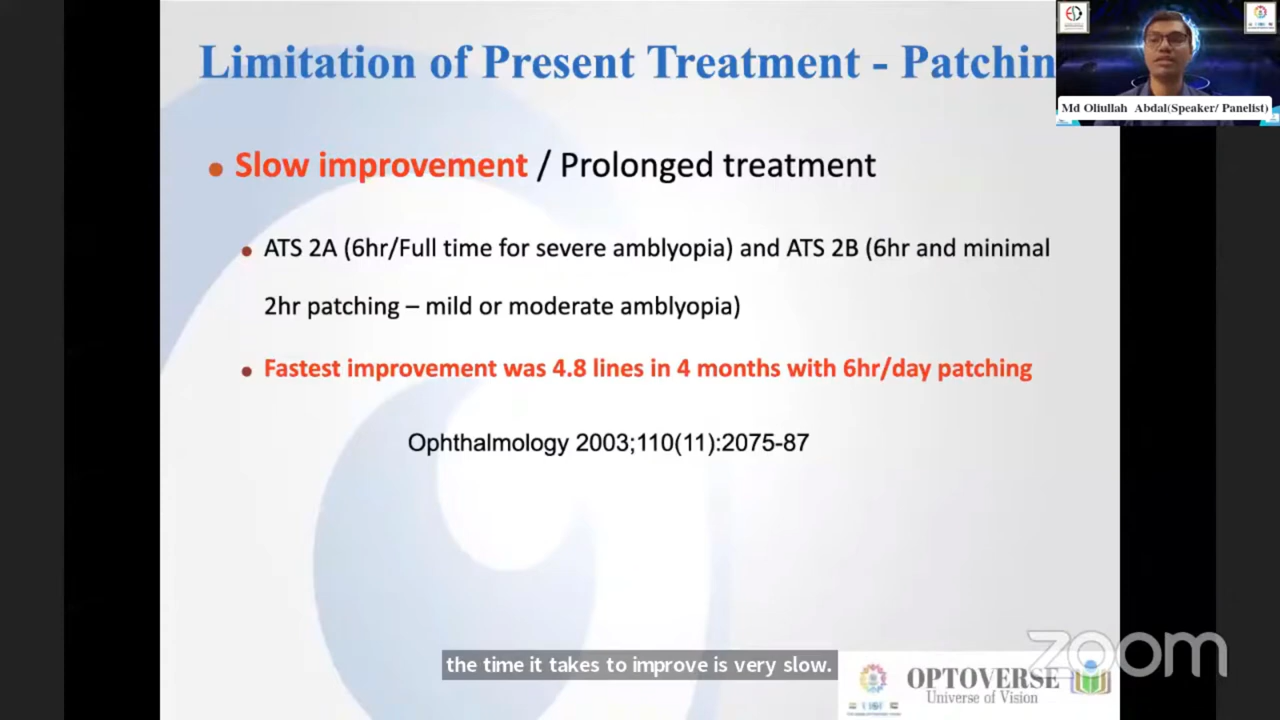 Limitation of Present Treatment - Patchin
Md Oliullah Abdal(Speaker/ Panelist)
• Slow improvement / Prolonged treatment
• ATS 2A (6hr/Full time for severe amblyopia) and ATS 2B (6hr and minimal
2hr patching – mild or moderate amblyopia)
• Fastest improvement was 4.8 lines in 4 months with 6hr/day patching
Ophthalmology 2003;110(11):2075-87
the time it takes to improve is very slow.
zoom
OPTOVERSE
Universe of Vision